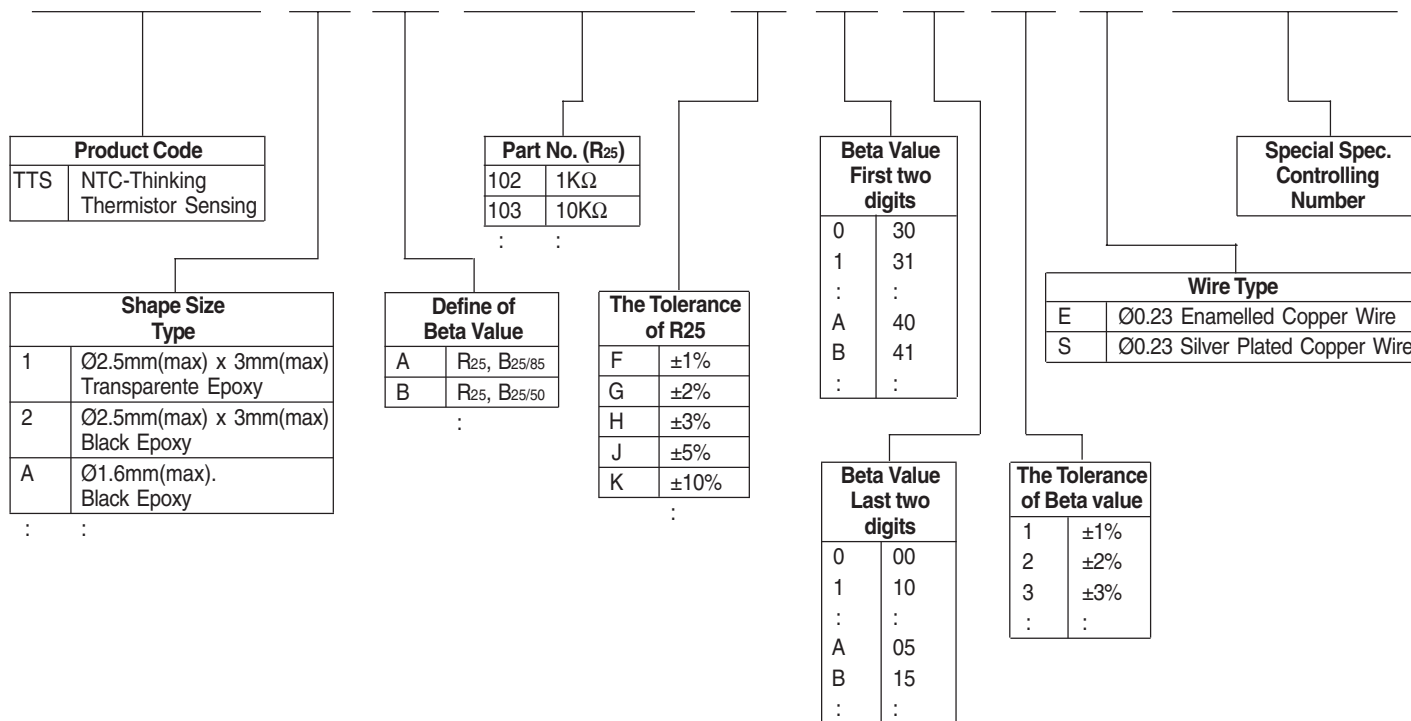 Product Code
TTS NTC-Thinking
Thermistor Sensing
Shape Size
Type
1 Ø2.5mm(max) x 3mm(max)
Transparente Epoxy
2 Ø2.5mm(max) x 3mm(max)
Black Epoxy
A Ø1.6mm(max).
Black Epoxy
: :
Define of
Beta Value
A R25, B25/85
B R25, B25/50
:
Part No. (R25)
102 1KΩ
103 10KΩ
: :
The Tolerance
of R25
F ±1%
G ±2%
H ±3%
J ±5%
K ±10%
:
Beta Value
First two
digits
0 30
1 31
: :
A 40
B 41
: :
Beta Value
Last two
digits
0 00
1 10
: :
A 05
B 15
: :
The Tolerance
of Beta value
1 ±1%
2 ±2%
3 ±3%
: :
Wire Type
E Ø0.23 Enamelled Copper Wire
S Ø0.23 Silver Plated Copper Wire
Special Spec.
Controlling
Number